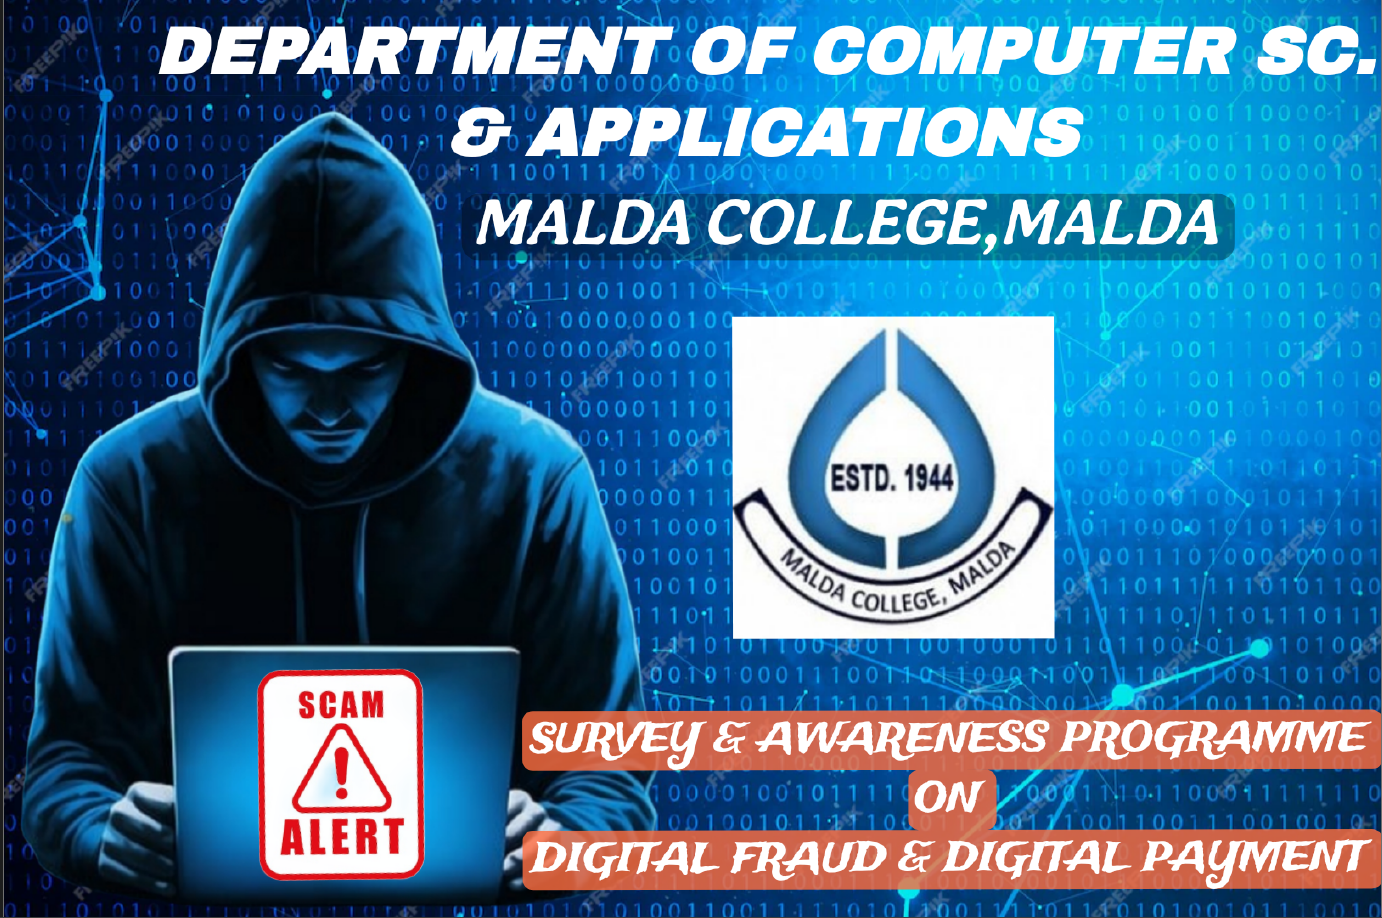 DEPARTMENT OF COMPUTER SC.
& APPLICATIONS
MALDA COLLEGE,MALDA
ESTD. 1944
MALDA COLLEGE, MALDA
SCAM
!
ALERT
SURVEY & AWARENESS PROGRAMME
ON
DIGITAL FRAUD & DIGITAL PAYMENT
FREEPIK